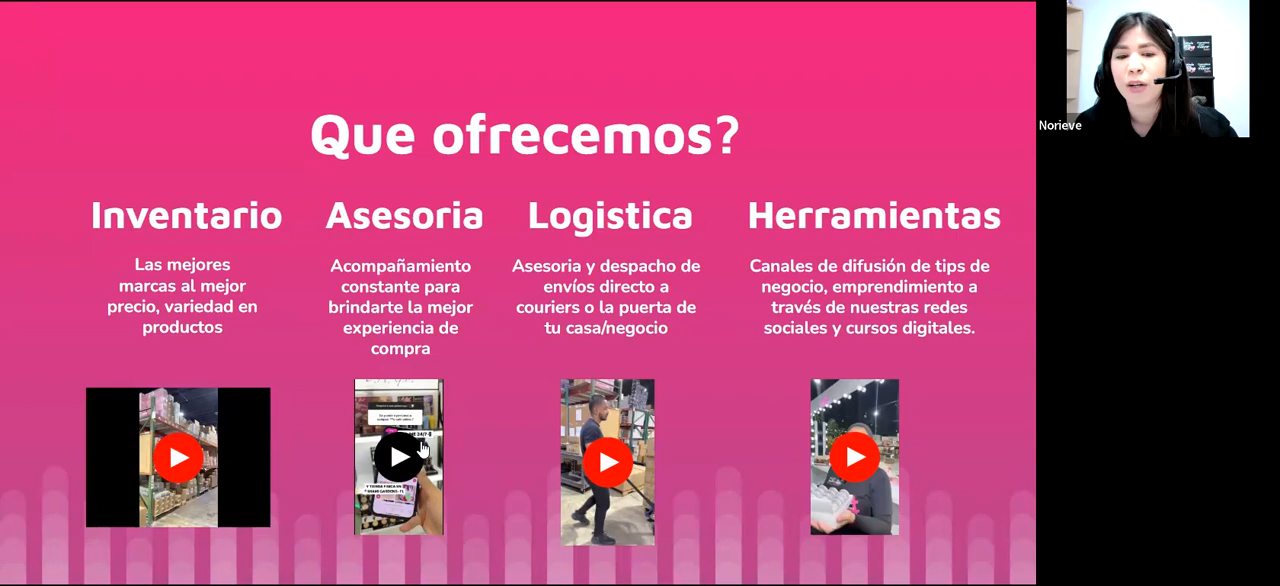 Que ofrecemos?
Inventario
Las mejores
marcas al mejor
precio, variedad en
productos
Asesoria
Acompañamiento
constante para
brindarte la mejor
experiencia de
compra
Logistica
Asesoria y despacho de
envíos directo a
couriers o la puerta de
tu casa/negocio
Herramientas
Canales de difusión de tips de
negocio, emprendimiento a
través de nuestras redes
sociales y cursos digitales.
Norieve